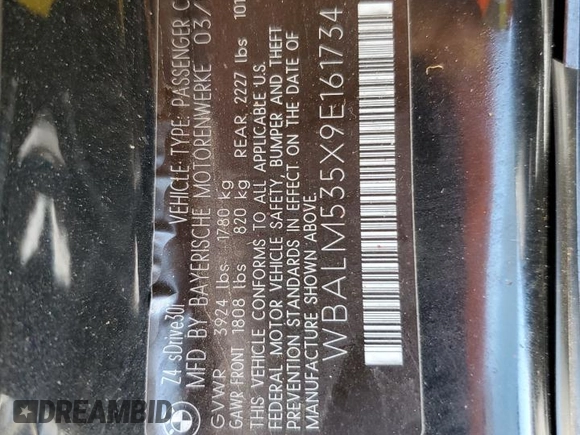 Z4 sDrive30i VEHICLE TYPE: PASSENGER C
MFD BY BAYERISCHE MOTORENWERKE 03/
GVWR 3924 lbs 1780 kg
GAWR FRONT 1808 lbs 820 kg REAR 2227 lbs 101
THIS VEHICLE CONFORMS TO ALL APPLICABLE U.S.
FEDERAL MOTOR VEHICLE SAFETY, BUMPER AND THEFT
PREVENTION STANDARDS IN EFFECT ON THE DATE OF
MANUFACTURE SHOWN ABOVE.
WBALM535X9E161734
DREAMBID